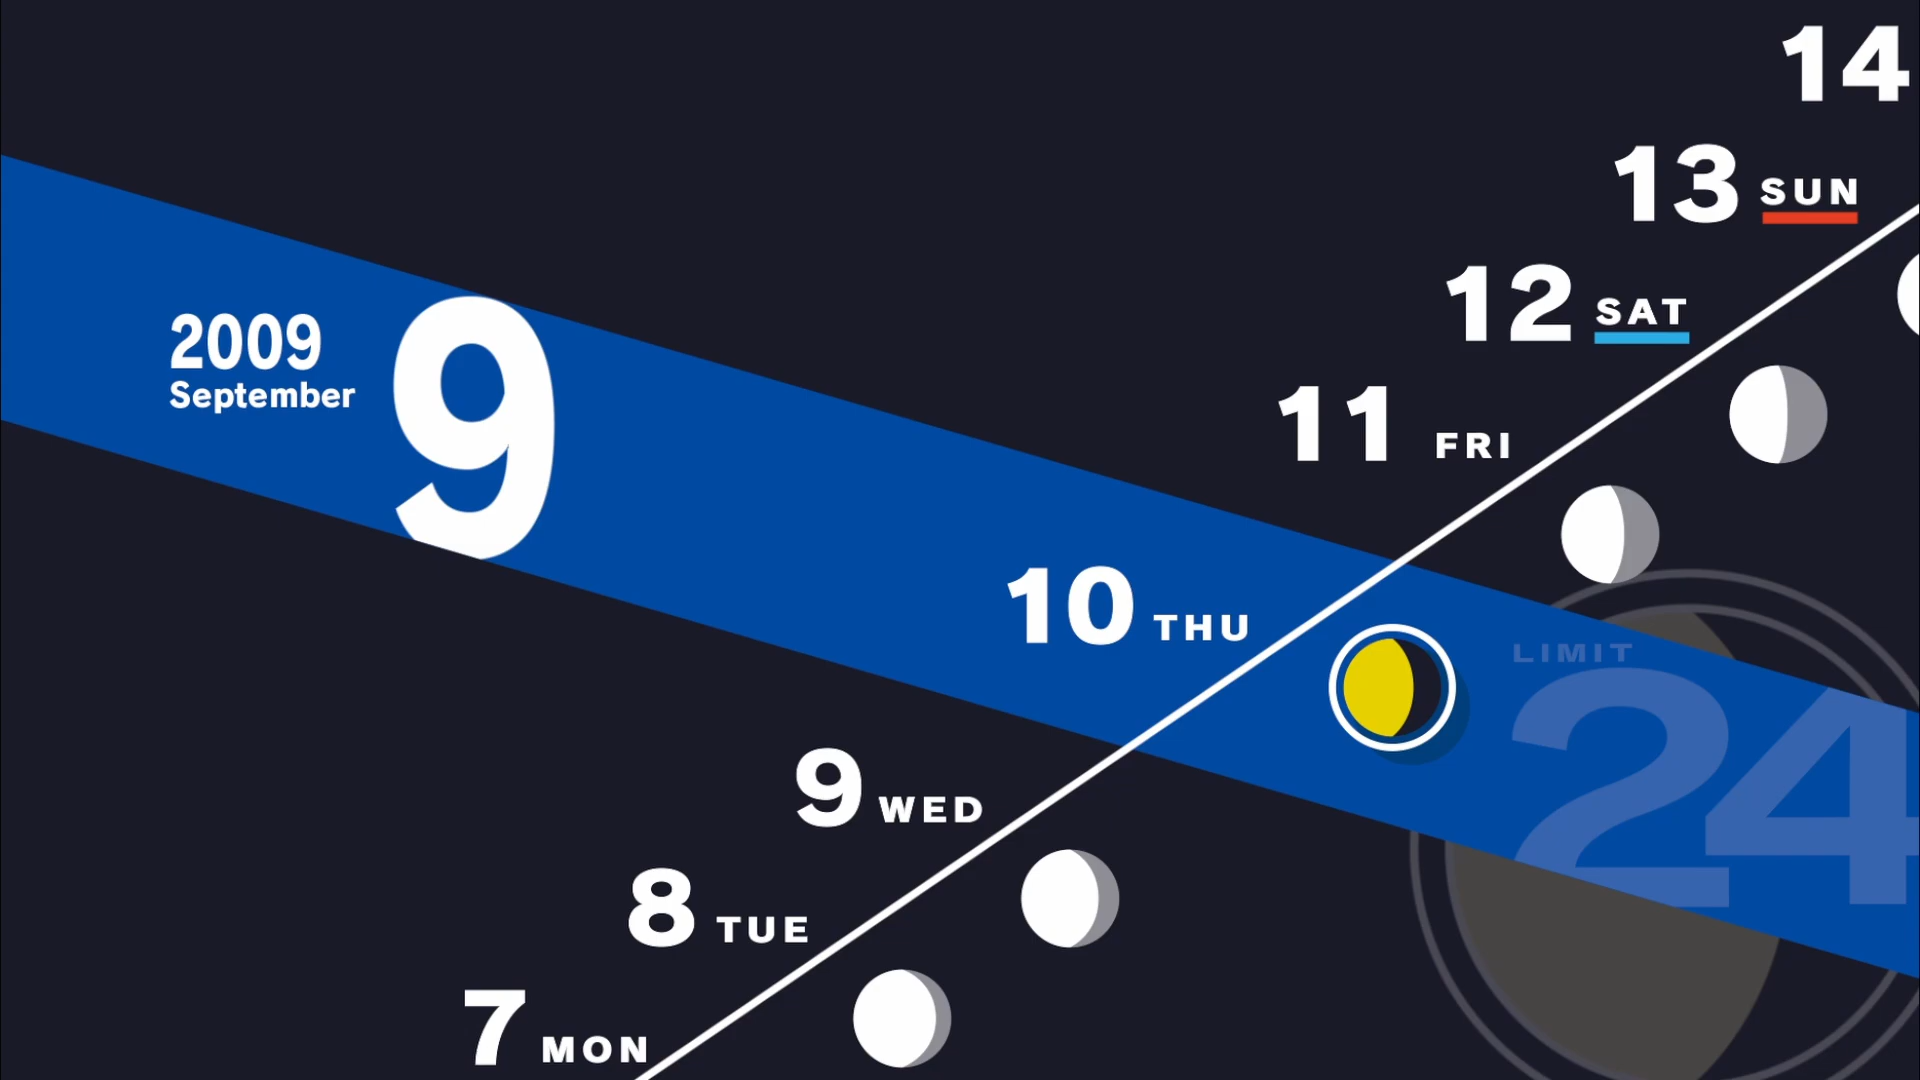 14
13 SUN
12 SAT
2009
September
9
11 FRI
10 THU
LIMIT
24
9 WED
8 TUE
7 MON